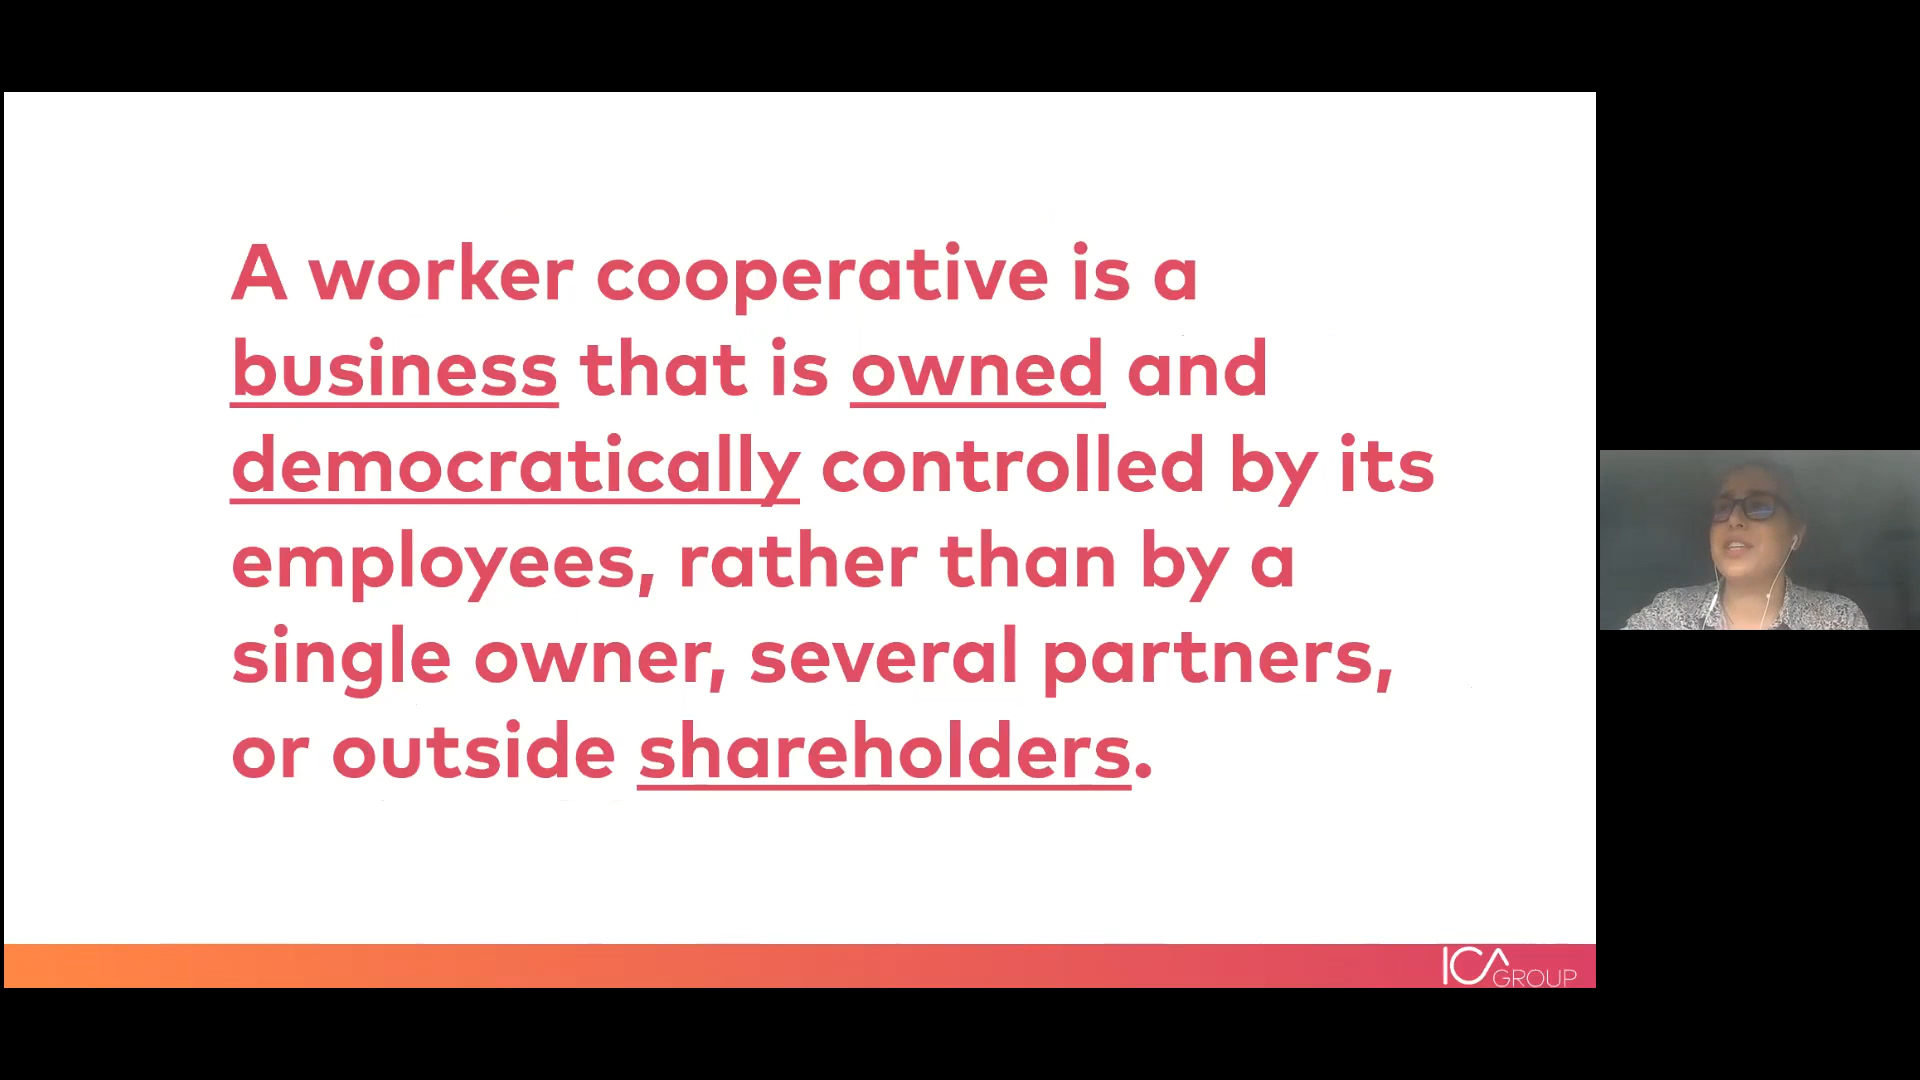 A worker cooperative is a
business that is owned and
democratically controlled by its
employees, rather than by a
single owner, several partners,
or outside shareholders.
ICA GROUP